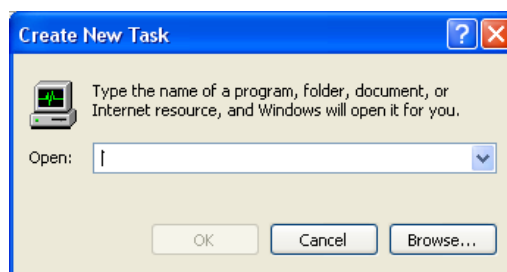 Create New Task
Type the name of a program, folder, document, or
Internet resource, and Windows will open it for you.
Open:
OK
Cancel
Browse...